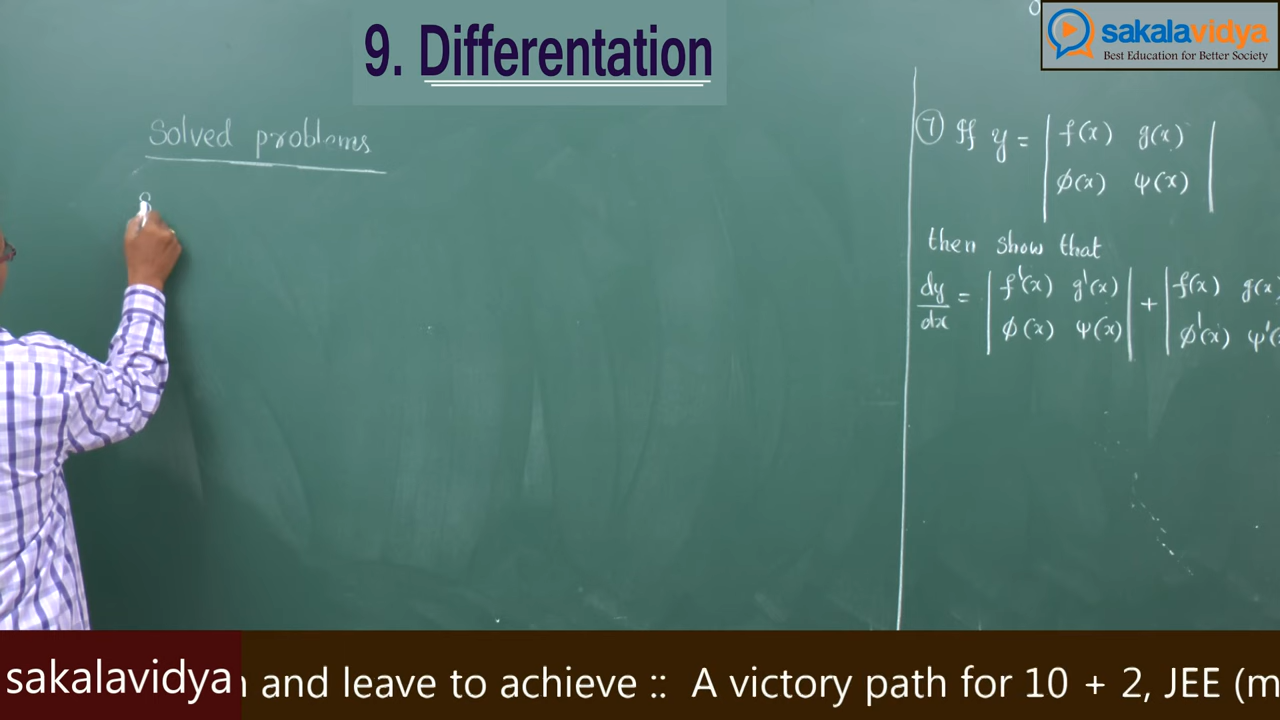 9. Differentation
sakalavidya
Best Education for Better Society
Solved problems
8
⑦ If y = | f(x) g(x) |
| φ(x) ψ(x) |
then show that
dy/dx = | f'(x) g'(x) | + | f(x) g(x)
| φ(x) ψ(x) | | φ'(x) ψ'(
sakalavidya
and leave to achieve :: A victory path for 10 + 2, JEE (m